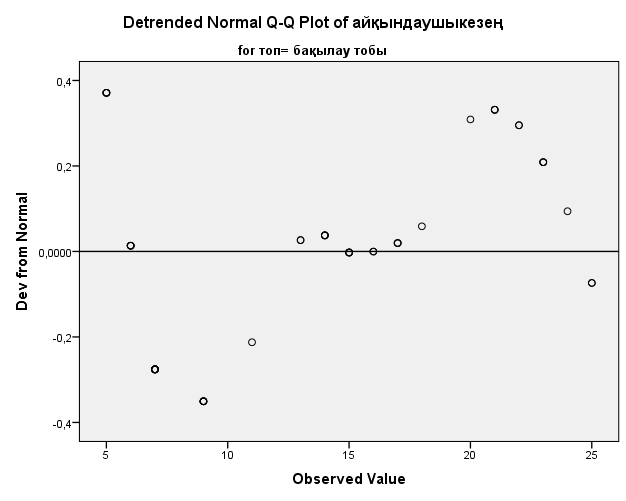 Detrended Normal Q-Q Plot of айқындаушыкезең
for топ= бақылау тобы
0,4
0,2
0,0000
-0,2
-0,4
Dev from Normal
5 10 15 20 25
Observed Value